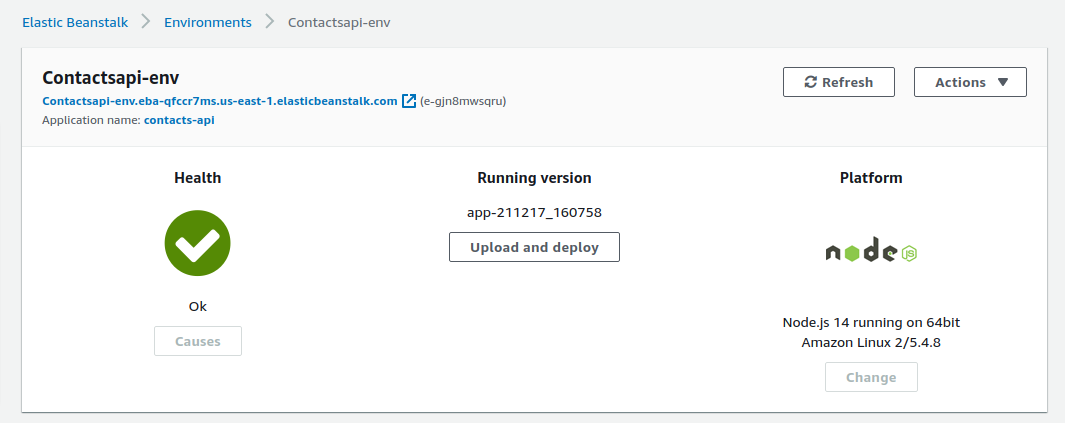 Elastic Beanstalk > Environments > Contactsapi-env
Contactsapi-env
Refresh
Actions
Contactsapi-env.eba-qfccr7ms.us-east-1.elasticbeanstalk.com (e-gjn8mwsqru)
Application name: contacts-api
Health
Running version
Platform
app-211217_160758
Upload and deploy
node
JS
Ok
Causes
Node.js 14 running on 64bit
Amazon Linux 2/5.4.8
Change